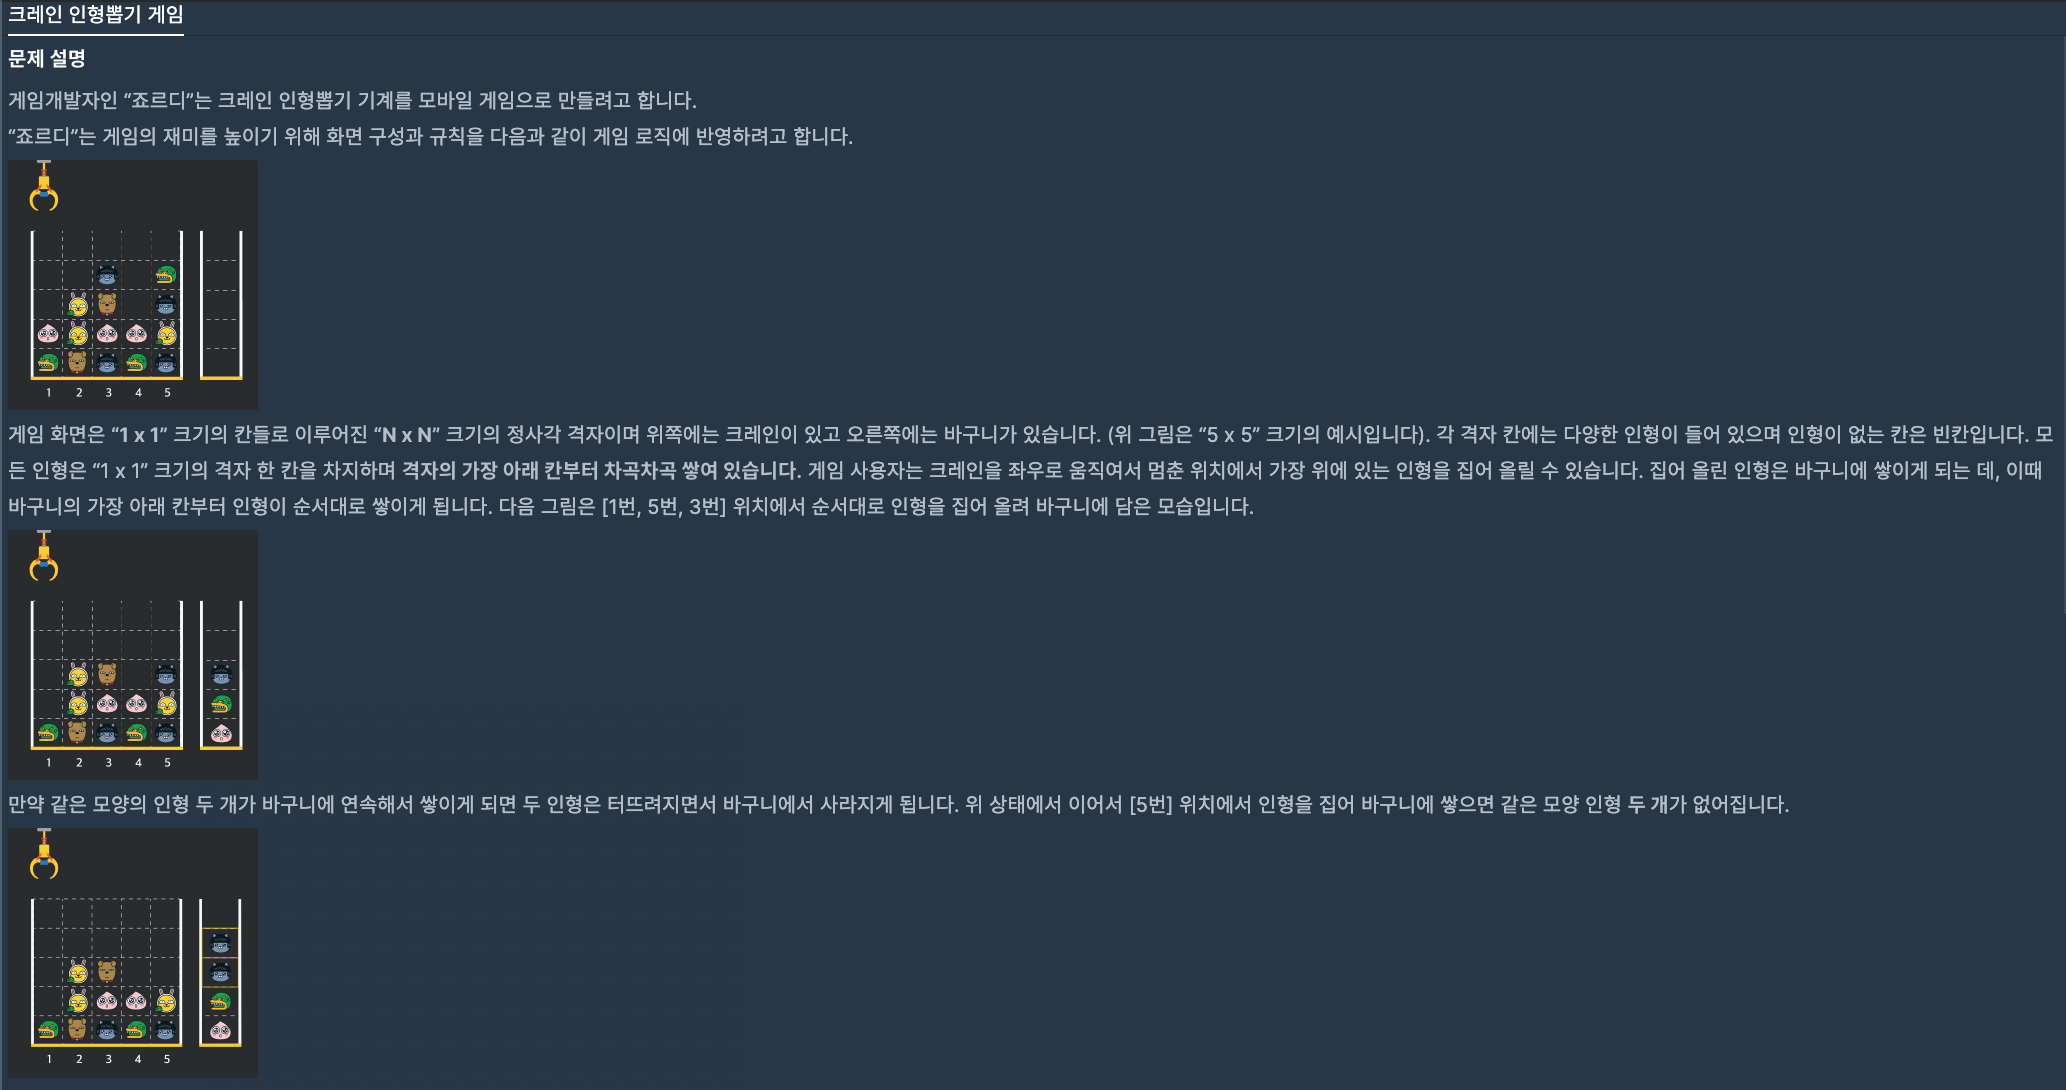 크레인 인형뽑기 게임
문제 설명
게임개발자인 “죠르디”는 크레인 인형뽑기 기계를 모바일 게임으로 만들려고 합니다.
“죠르디”는 게임의 재미를 높이기 위해 화면 구성과 규칙을 다음과 같이 게임 로직에 반영하려고 합니다.
1 2 3 4 5
게임 화면은 “1 x 1” 크기의 칸들로 이루어진 “N x N” 크기의 정사각 격자이며 위쪽에는 크레인이 있고 오른쪽에는 바구니가 있습니다. (위 그림은 “5 x 5” 크기의 예시입니다). 각 격자 칸에는 다양한 인형이 들어 있으며 인형이 없는 칸은 빈칸입니다. 모
든 인형은 “1 x 1” 크기의 격자 한 칸을 차지하며 격자의 가장 아래 칸부터 차곡차곡 쌓여 있습니다. 게임 사용자는 크레인을 좌우로 움직여서 멈춘 위치에서 가장 위에 있는 인형을 집어 올릴 수 있습니다. 집어 올린 인형은 바구니에 쌓이게 되는 데, 이때
바구니의 가장 아래 칸부터 인형이 순서대로 쌓이게 됩니다. 다음 그림은 [1번, 5번, 3번] 위치에서 순서대로 인형을 집어 올려 바구니에 담은 모습입니다.
1 2 3 4 5
만약 같은 모양의 인형 두 개가 바구니에 연속해서 쌓이게 되면 두 인형은 터뜨려지면서 바구니에서 사라지게 됩니다. 위 상태에서 이어서 [5번] 위치에서 인형을 집어 바구니에 쌓으면 같은 모양 인형 두 개가 없어집니다.
1 2 3 4 5